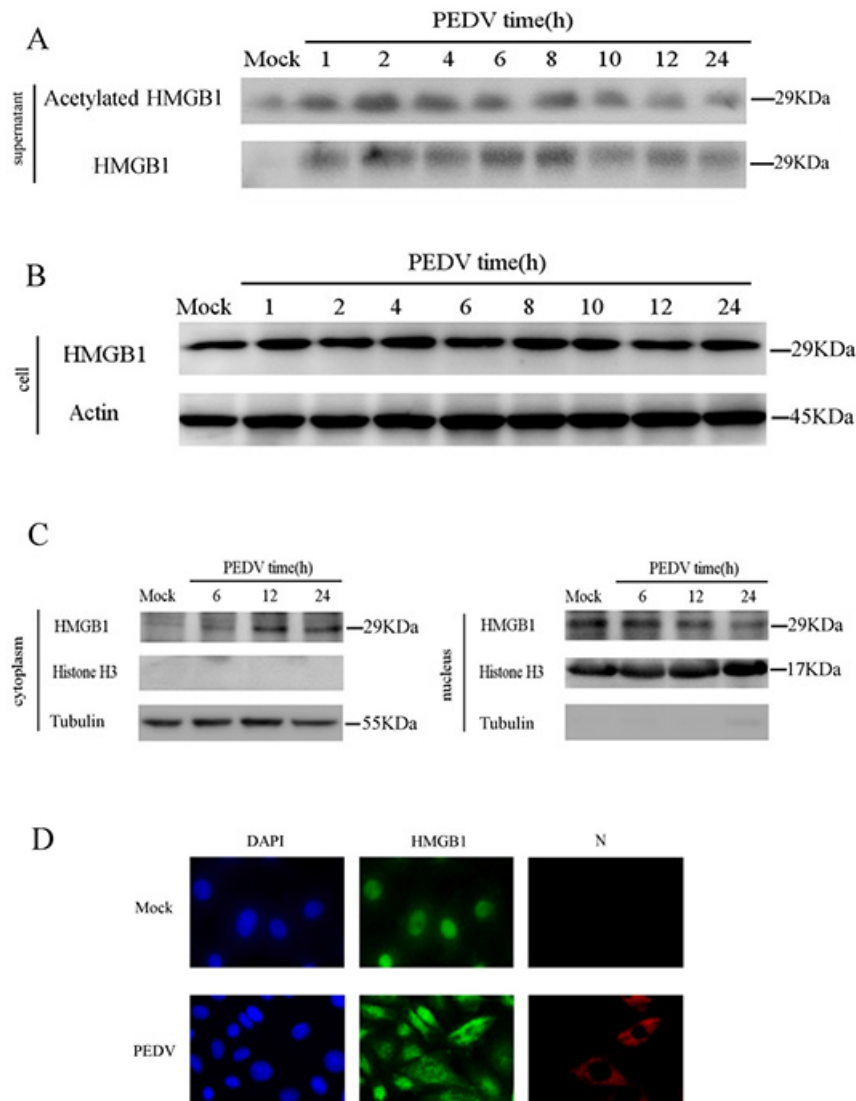 A
PEDV time(h)
Mock 1 2 4 6 8 10 12 24
supernatant
Acetylated HMGB1
29KDa
HMGB1
29KDa
B
PEDV time(h)
Mock 1 2 4 6 8 10 12 24
cell
HMGB1
29KDa
Actin
45KDa
C
PEDV time(h)
Mock 6 12 24
cytoplasm
HMGB1
29KDa
Histone H3
Tubulin
55KDa
PEDV time(h)
Mock 6 12 24
nucleus
HMGB1
29KDa
Histone H3
17KDa
Tubulin
D
DAPI HMGB1 N
Mock
PEDV